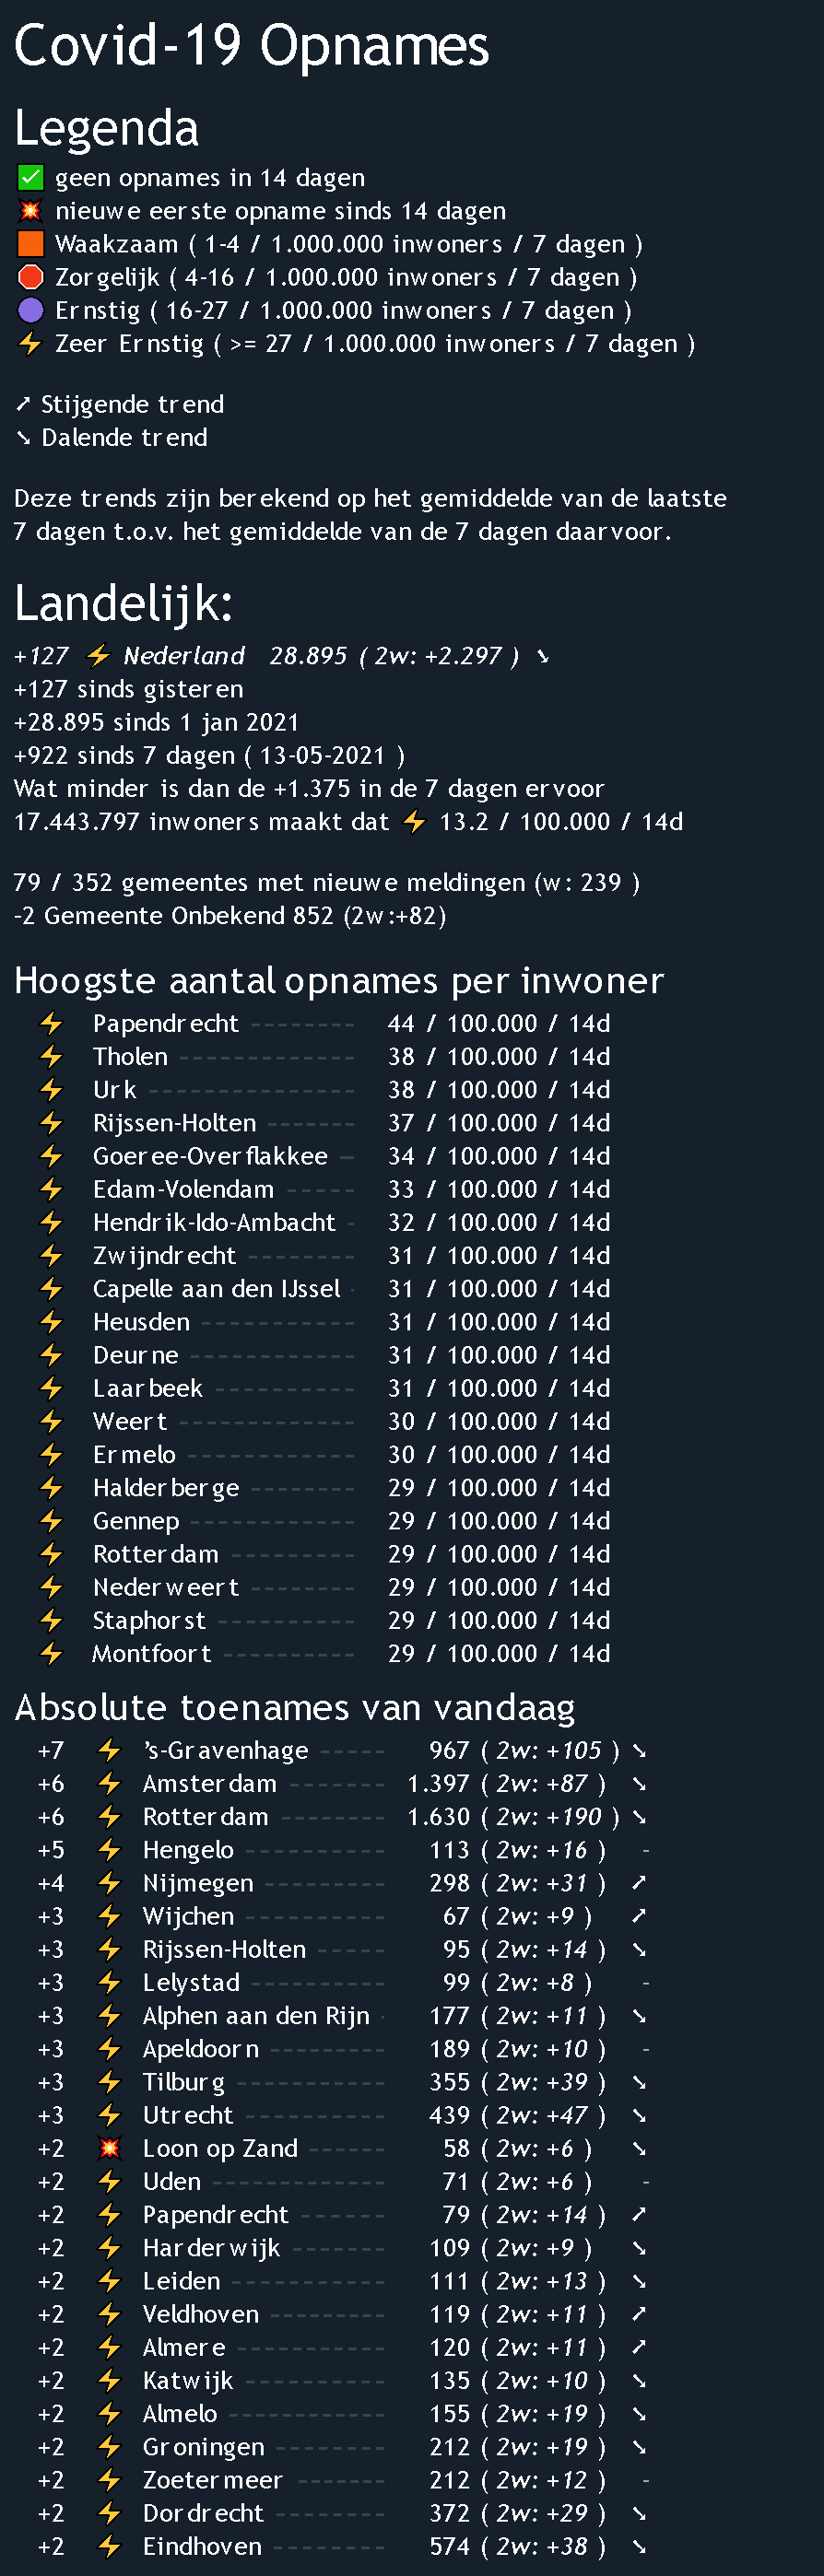 Covid-19 Opnames
Legenda
✅ geen opnames in 14 dagen
💥 nieuwe eerste opname sinds 14 dagen
🟧 Waakzaam ( 1-4 / 1.000.000 inwoners / 7 dagen )
🛑 Zorgelijk ( 4-16 / 1.000.000 inwoners / 7 dagen )
🟣 Ernstig ( 16-27 / 1.000.000 inwoners / 7 dagen )
⚡ Zeer Ernstig ( >= 27 / 1.000.000 inwoners / 7 dagen )
➚ Stijgende trend
➘ Dalende trend
Deze trends zijn berekend op het gemiddelde van de laatste
7 dagen t.o.v. het gemiddelde van de 7 dagen daarvoor.
Landelijk:
+127 ⚡ Nederland 28.895 ( 2w: +2.297 ) ➘
+127 sinds gisteren
+28.895 sinds 1 jan 2021
+922 sinds 7 dagen ( 13-05-2021 )
Wat minder is dan de +1.375 in de 7 dagen ervoor
17.443.797 inwoners maakt dat ⚡ 13.2 / 100.000 / 14d
79 / 352 gemeentes met nieuwe meldingen (w: 239 )
-2 Gemeente Onbekend 852 (2w:+82)
Hoogste aantal opnames per inwoner
⚡ Papendrecht -------- 44 / 100.000 / 14d
⚡ Tholen -------------- 38 / 100.000 / 14d
⚡ Urk ---------------- 38 / 100.000 / 14d
⚡ Rijssen-Holten ------- 37 / 100.000 / 14d
⚡ Goeree-Overflakkee -- 34 / 100.000 / 14d
⚡ Edam-Volendam ------ 33 / 100.000 / 14d
⚡ Hendrik-Ido-Ambacht - 32 / 100.000 / 14d
⚡ Zwijndrecht -------- 31 / 100.000 / 14d
⚡ Capelle aan den IJssel - 31 / 100.000 / 14d
⚡ Heusden ------------ 31 / 100.000 / 14d
⚡ Deurne ------------- 31 / 100.000 / 14d
⚡ Laarbeek ----------- 31 / 100.000 / 14d
⚡ Weert -------------- 30 / 100.000 / 14d
⚡ Ermelo ------------- 30 / 100.000 / 14d
⚡ Halderberge -------- 29 / 100.000 / 14d
⚡ Gennep ------------- 29 / 100.000 / 14d
⚡ Rotterdam ---------- 29 / 100.000 / 14d
⚡ Nederweert -------- 29 / 100.000 / 14d
⚡ Staphorst ----------- 29 / 100.000 / 14d
⚡ Montfoort ---------- 29 / 100.000 / 14d
Absolute toenames van vandaag
+7 ⚡ 's-Gravenhage ----- 967 ( 2w: +105 ) ➘
+6 ⚡ Amsterdam ------- 1.397 ( 2w: +87 ) ➘
+6 ⚡ Rotterdam -------- 1.630 ( 2w: +190 ) ➘
+5 ⚡ Hengelo ----------- 113 ( 2w: +16 ) -
+4 ⚡ Nijmegen --------- 298 ( 2w: +31 ) ➚
+3 ⚡ Wijchen ----------- 67 ( 2w: +9 ) ➚
+3 ⚡ Rijssen-Holten ----- 95 ( 2w: +14 ) ➘
+3 ⚡ Lelystad ---------- 99 ( 2w: +8 ) -
+3 ⚡ Alphen aan den Rijn - 177 ( 2w: +11 ) ➘
+3 ⚡ Apeldoorn --------- 189 ( 2w: +10 ) -
+3 ⚡ Tilburg ------------ 355 ( 2w: +39 ) ➘
+3 ⚡ Utrecht ----------- 439 ( 2w: +47 ) ➘
+2 💥 Loon op Zand ------ 58 ( 2w: +6 ) ➘
+2 ⚡ Uden ------------- 71 ( 2w: +6 ) -
+2 ⚡ Papendrecht ------ 79 ( 2w: +14 ) ➚
+2 ⚡ Harderwijk ------- 109 ( 2w: +9 ) ➘
+2 ⚡ Leiden ------------ 111 ( 2w: +13 ) ➘
+2 ⚡ Veldhoven --------- 119 ( 2w: +11 ) ➚
+2 ⚡ Almere ------------ 120 ( 2w: +11 ) ➚
+2 ⚡ Katwijk ----------- 135 ( 2w: +10 ) ➘
+2 ⚡ Almelo ------------ 155 ( 2w: +19 ) ➘
+2 ⚡ Groningen -------- 212 ( 2w: +19 ) ➘
+2 ⚡ Zoetermeer ------- 212 ( 2w: +12 ) -
+2 ⚡ Dordrecht -------- 372 ( 2w: +29 ) ➘
+2 ⚡ Eindhoven --------- 574 ( 2w: +38 ) ➘